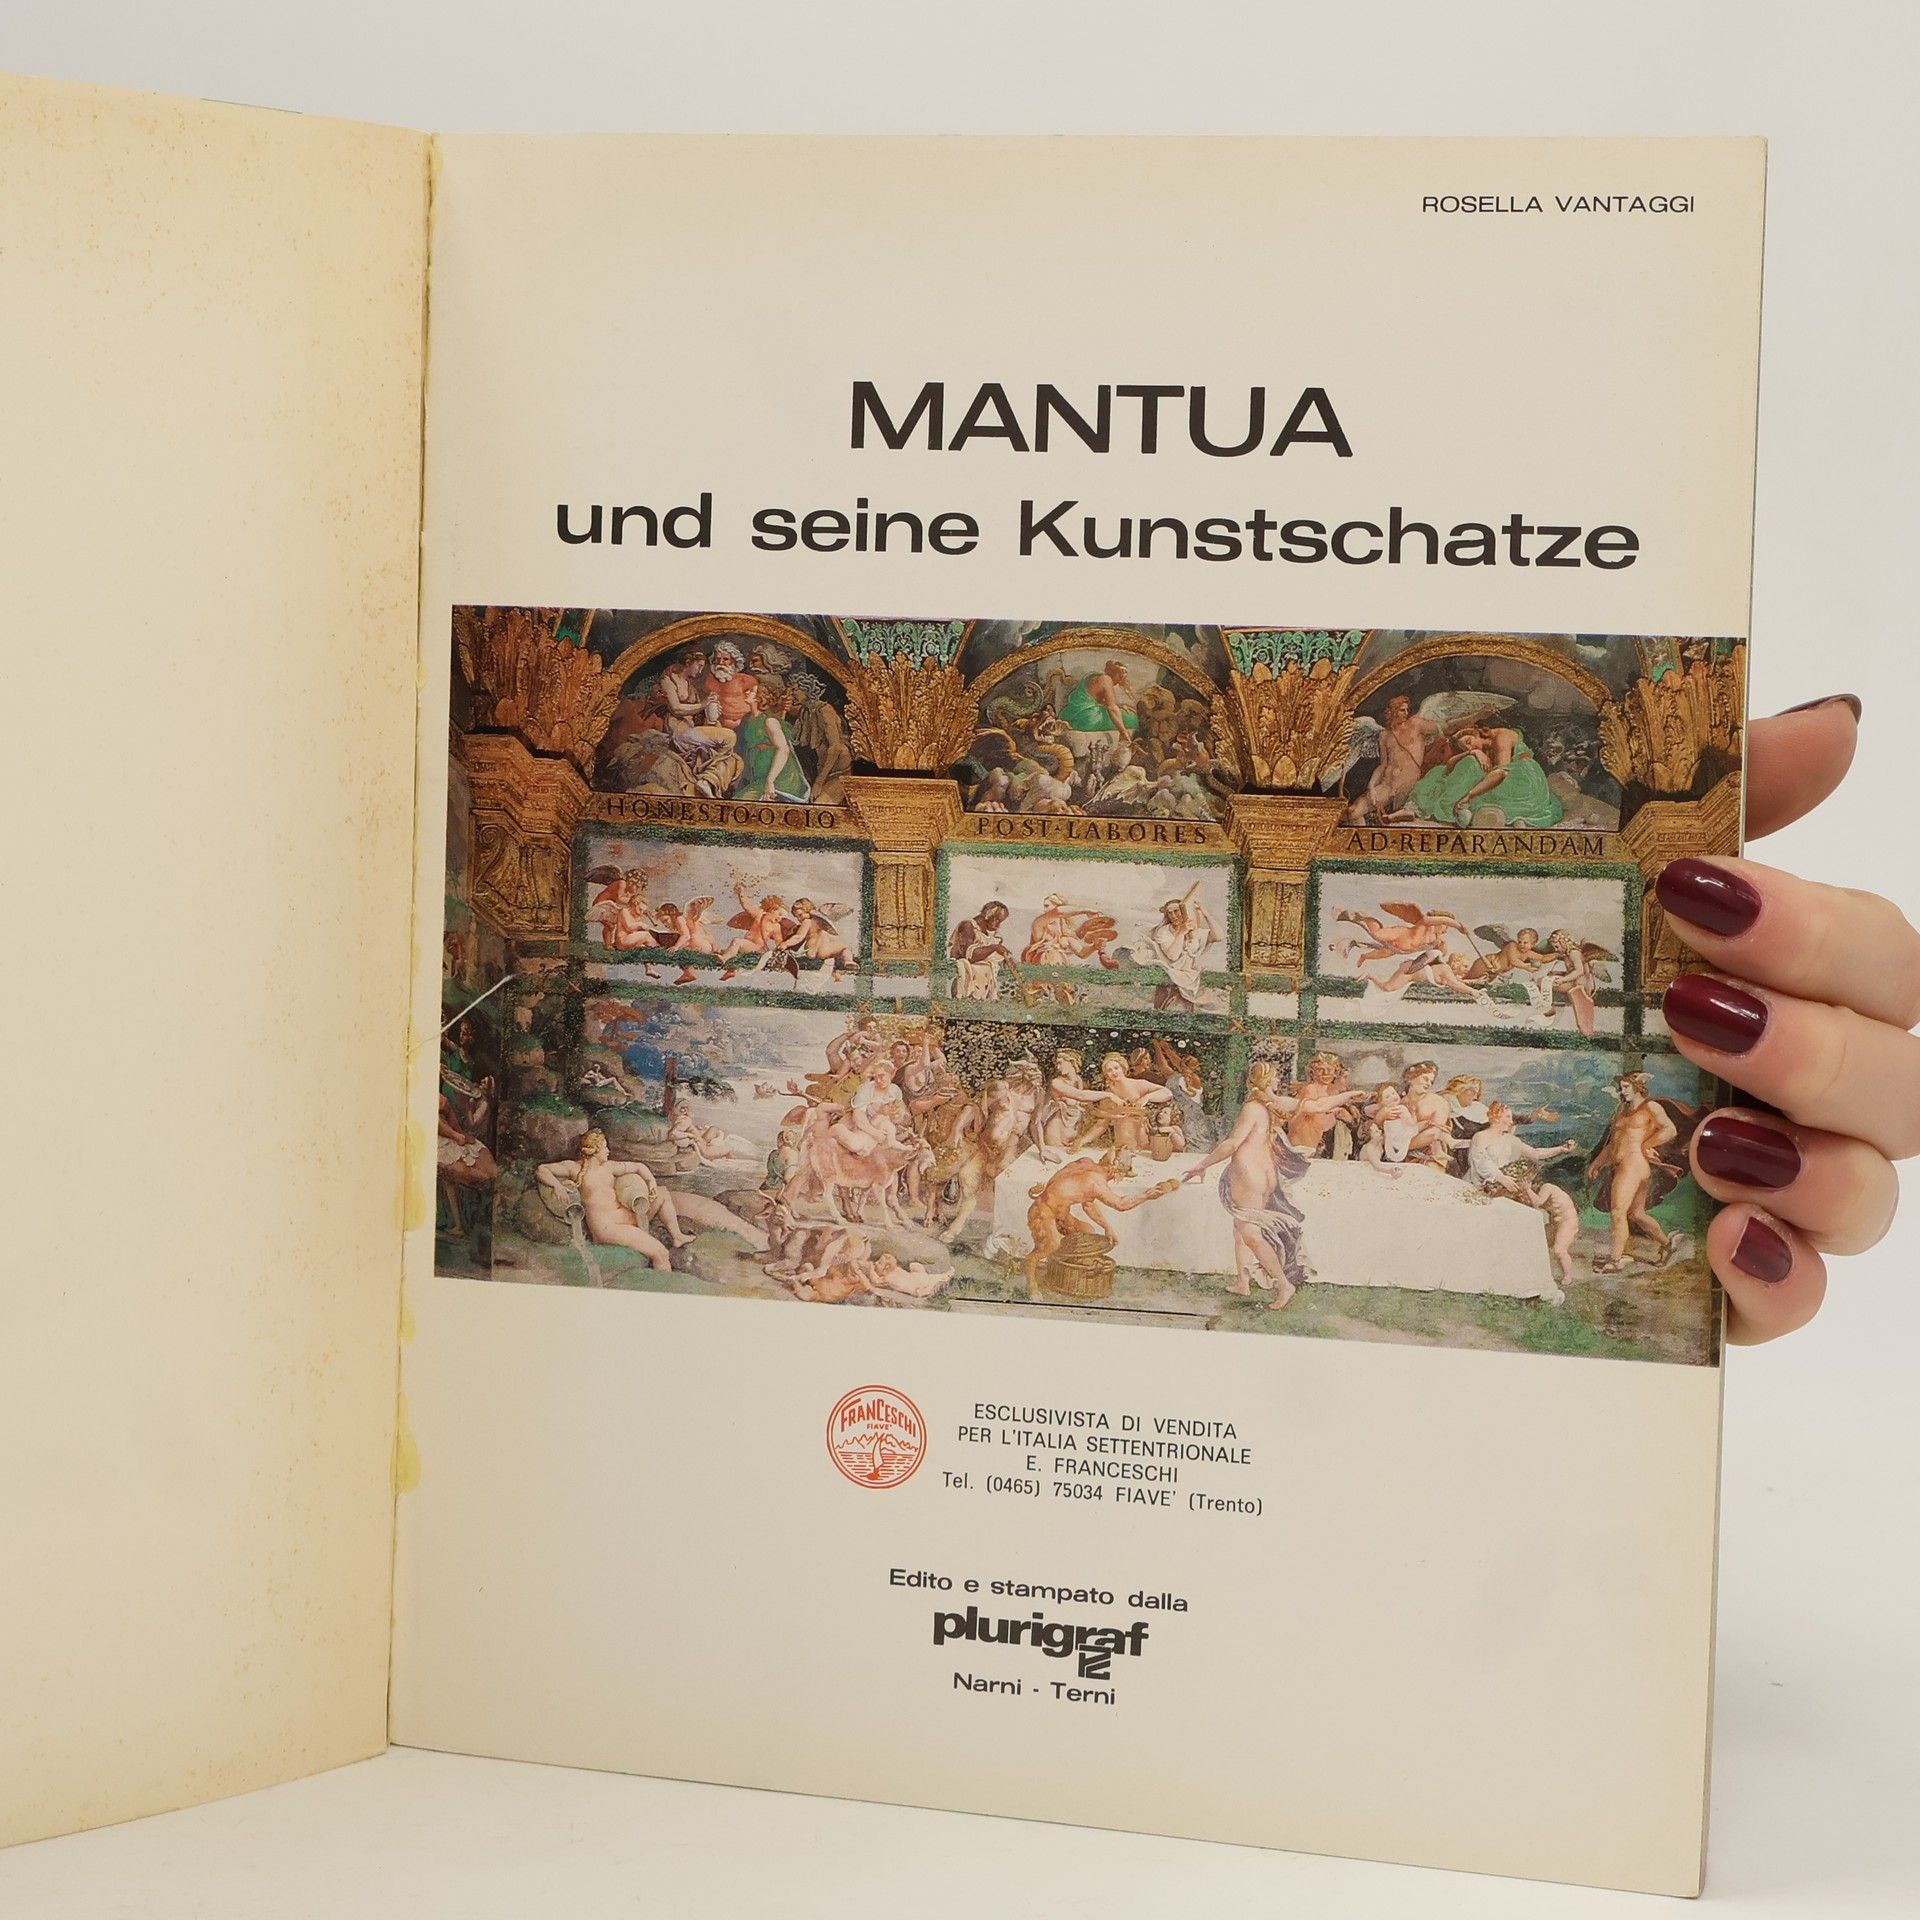 ROSELLA VANTAGGI
MANTUA
und seine Kunstschatze
HONESTO·OCIO
POST·LABORES
AD·REPARANDAM
FRANCESCHI
FIAVE'
ESCLUSIVISTA DI VENDITA
PER L'ITALIA SETTENTRIONALE
E. FRANCESCHI
Tel. (0465) 75034 FIAVE' (Trento)
Edito e stampato dalla
plurigraf
Narni - Terni